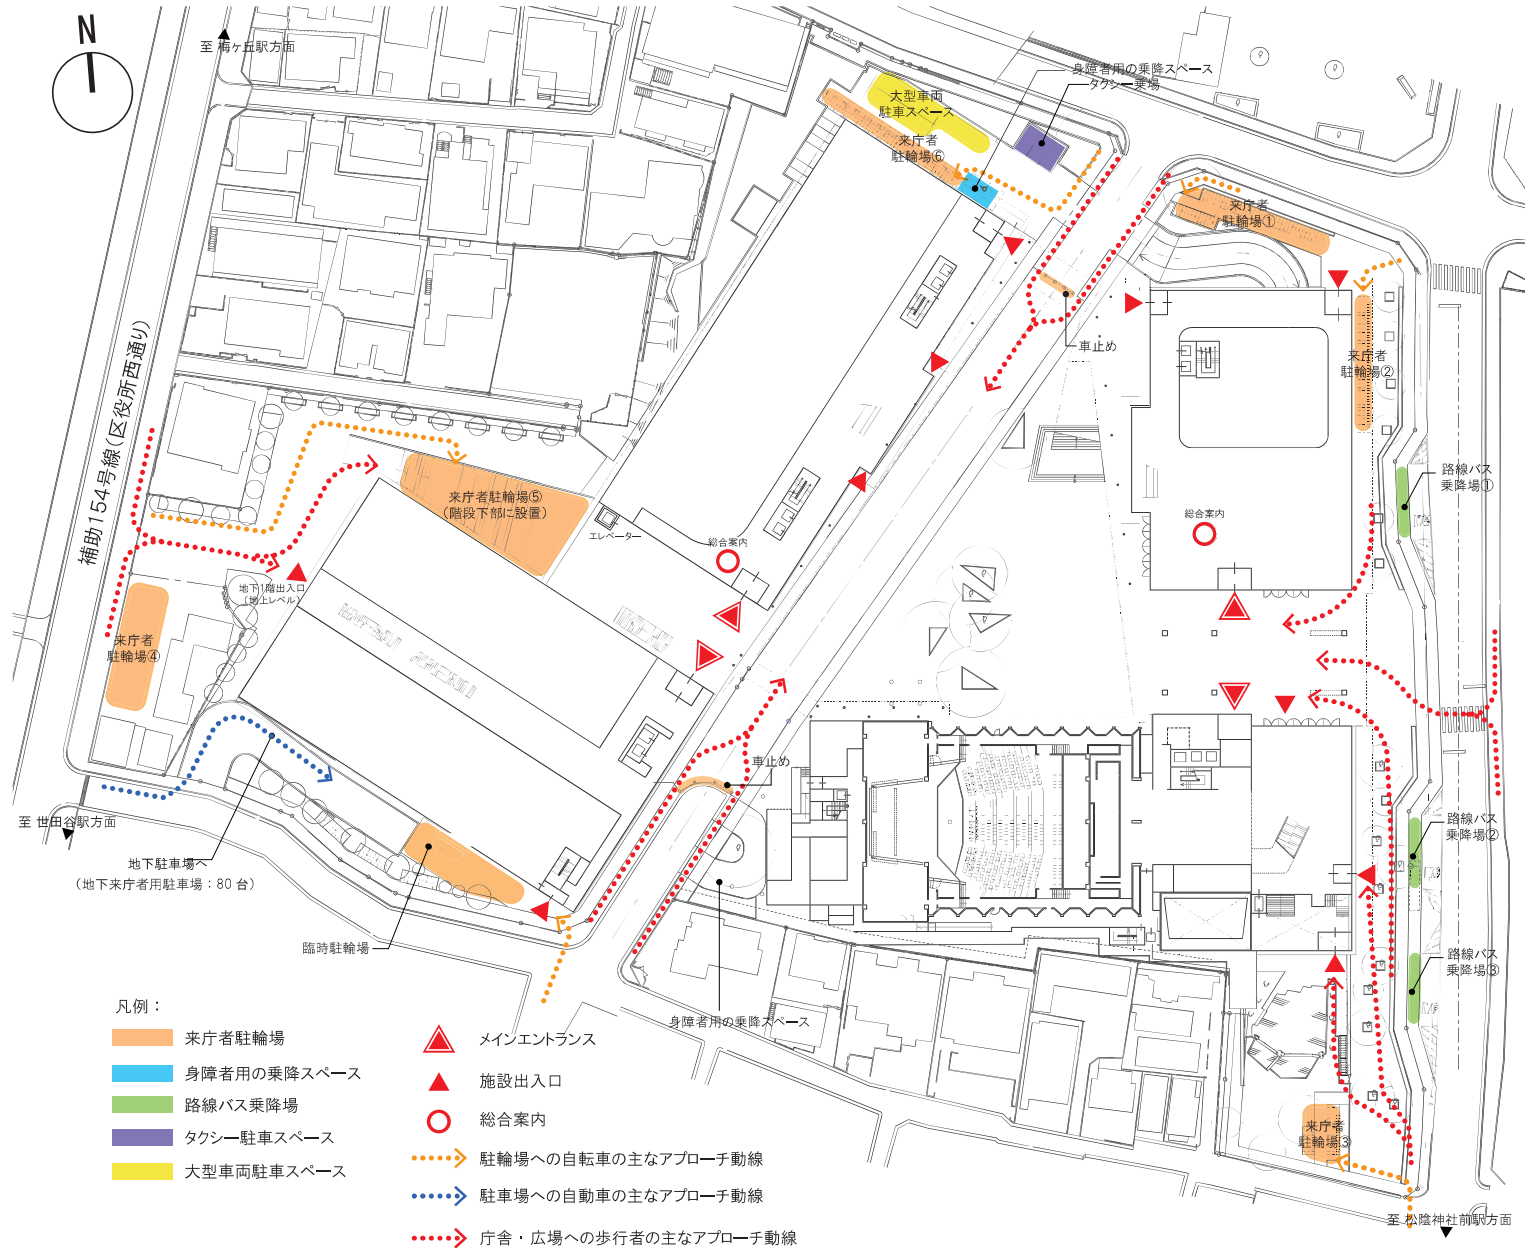 N
至 梅ヶ丘駅方面
身障者用の乗降スペース
タクシー乗場
大型車両
駐車スペース
来庁者
駐輪場⑥
来庁者
駐輪場①
車止め
来庁者
駐輪場②
補助154号線(区役所西通り)
路線バス
乗降場①
来庁者駐輪場⑤
(階段下部に設置)
エレベーター
総合案内
総合案内
地下1階出入口
(地上レベル)
来庁者
駐輪場④
車止め
至 世田谷駅方面
路線バス
乗降場②
地下駐車場へ
(地下来庁者用駐車場：80台)
臨時駐輪場
路線バス
乗降場③
身障者用の乗降スペース
来庁者
駐輪場③
至 松陰神社前駅方面
凡例：
来庁者駐輪場
身障者用の乗降スペース
路線バス乗降場
タクシー駐車スペース
大型車両駐車スペース
メインエントランス
施設出入口
総合案内
駐輪場への自転車の主なアプローチ動線
駐車場への自動車の主なアプローチ動線
庁舎・広場への歩行者の主なアプローチ動線